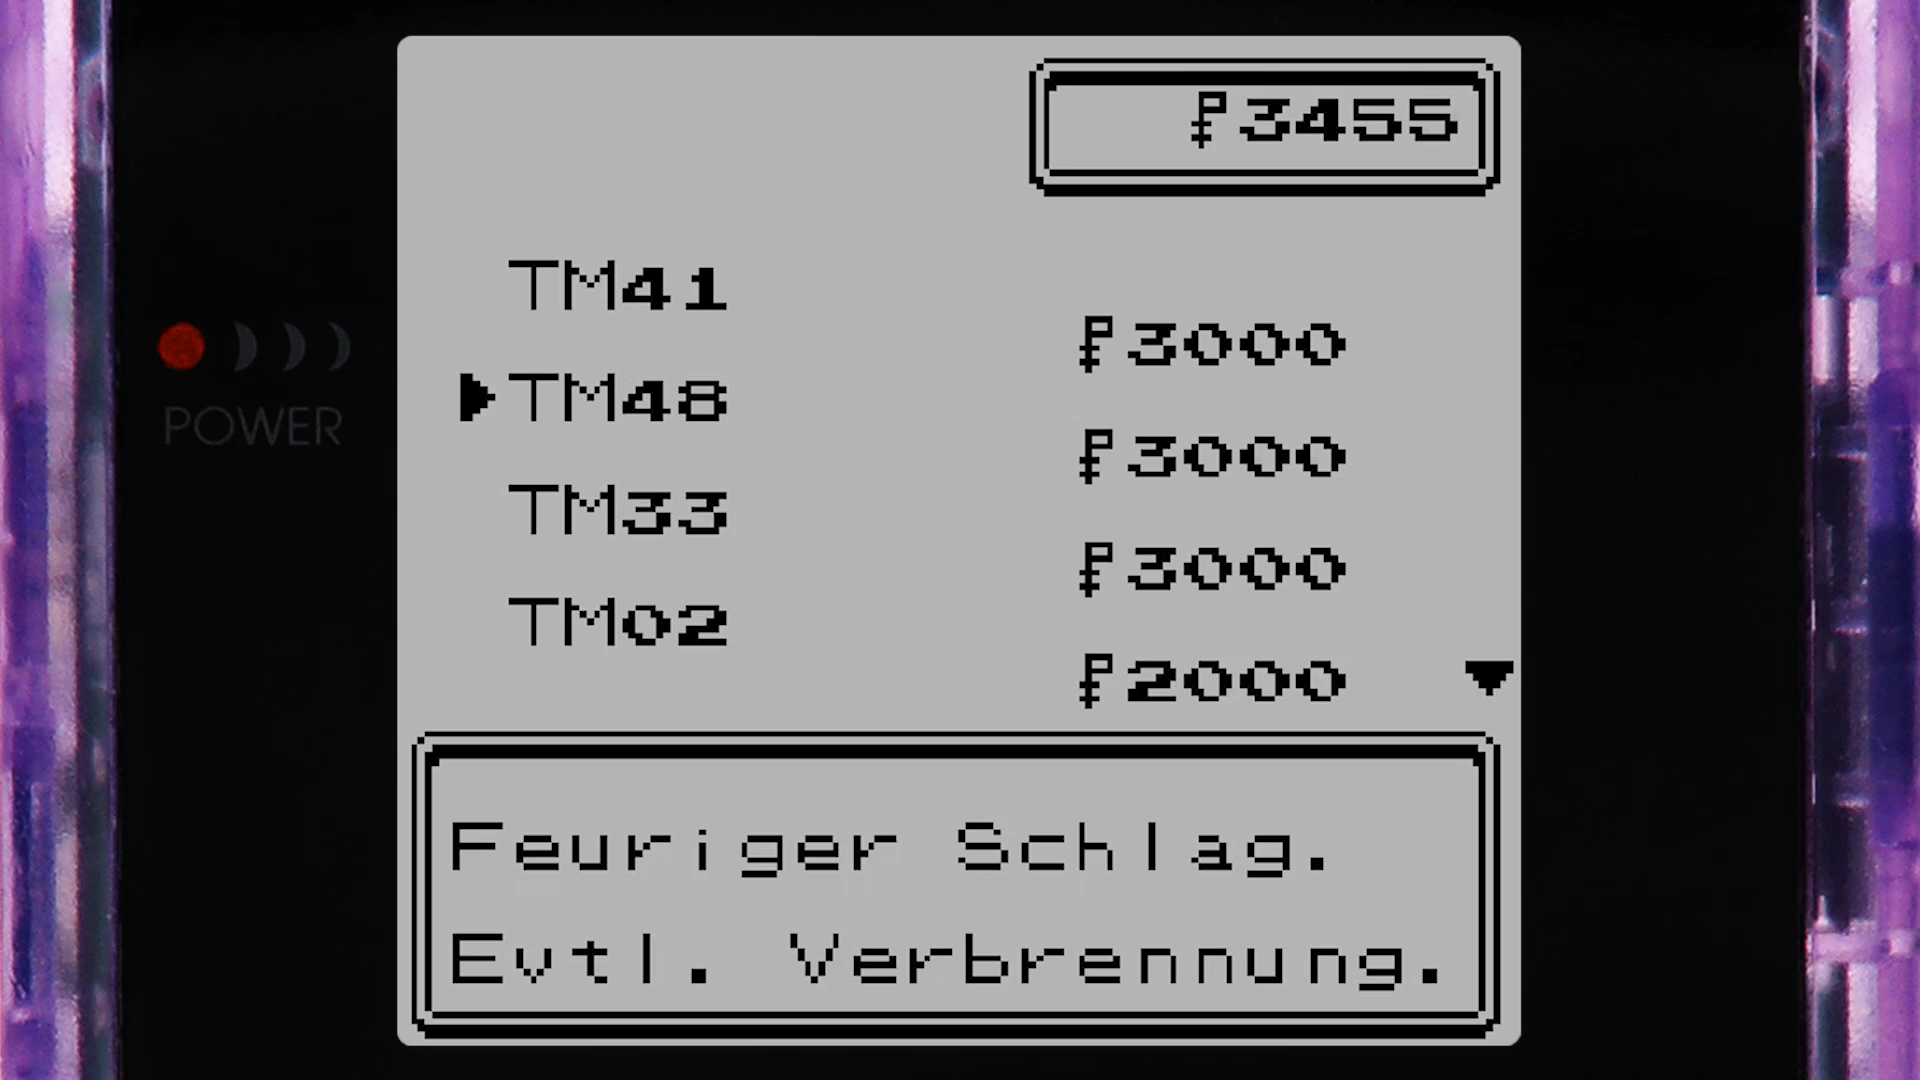 ₽3455
TM41
₽3000
TM48
₽3000
TM33
₽3000
TM02
₽2000
POWER
Feuriger Schlag.
Evtl. Verbrennung.